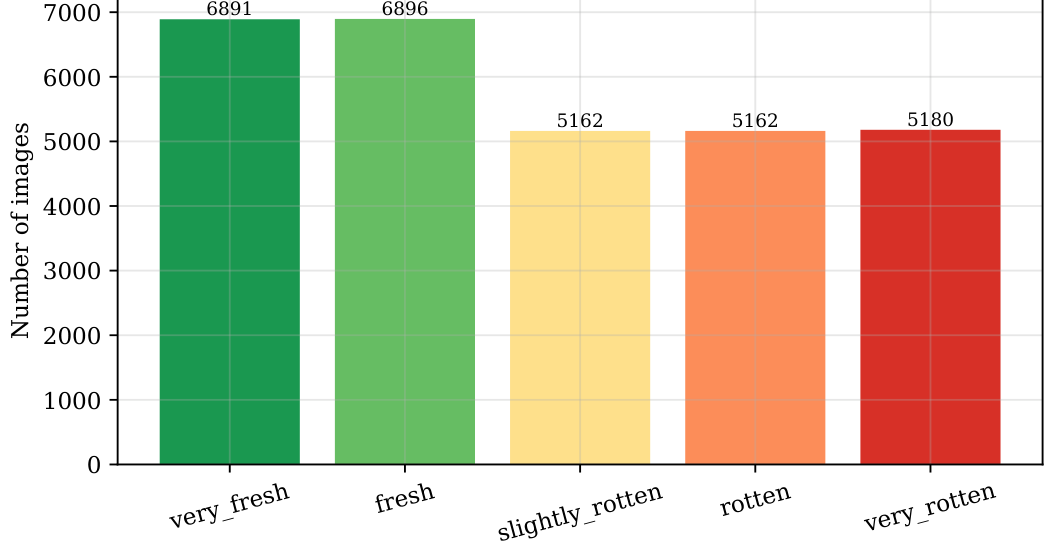 7000
6000
5000
4000
3000
2000
1000
0
Number of images
6891
6896
5162
5162
5180
very_fresh
fresh
slightly_rotten
rotten
very_rotten